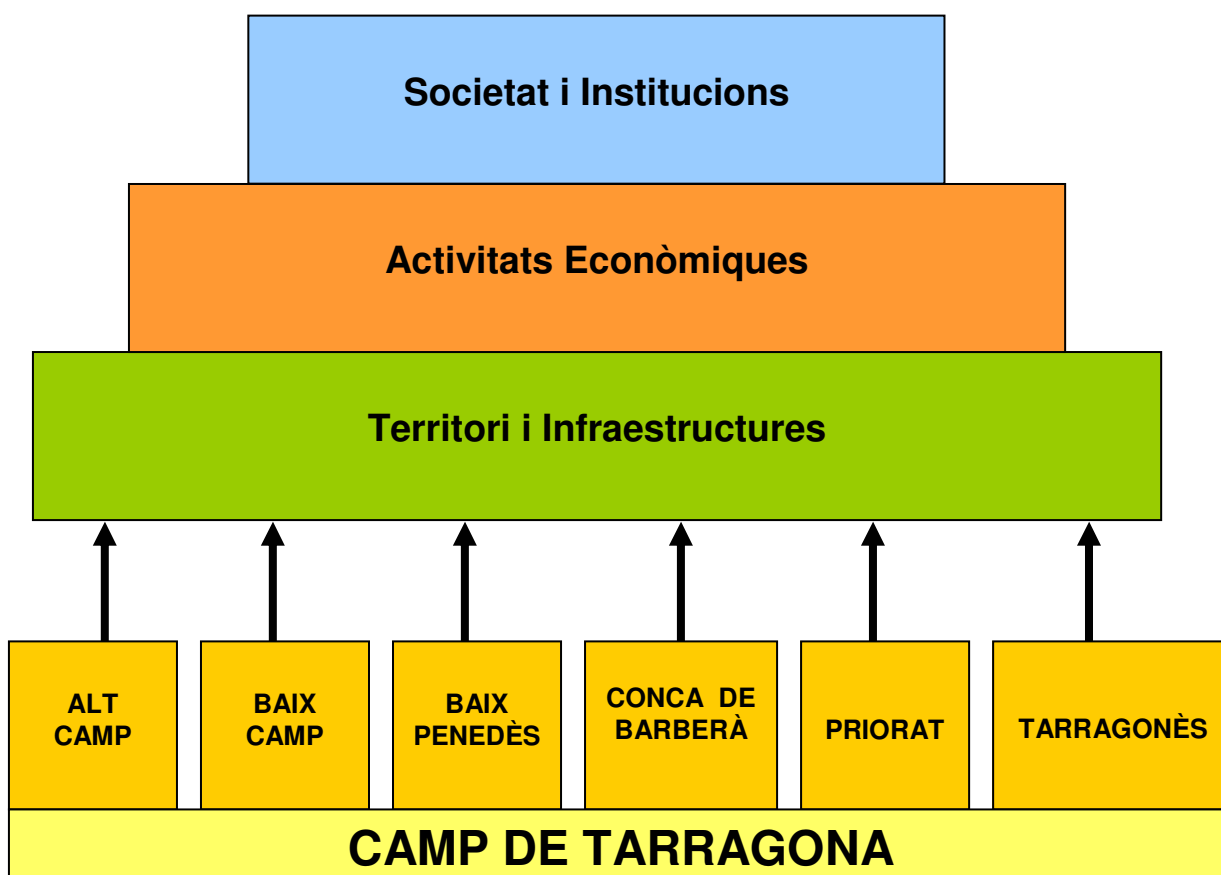 Societat i Institucions
Activitats Econòmiques
Territori i Infraestructures
ALT
CAMP
BAIX
CAMP
BAIX
PENEDÈS
CONCA DE
BARBERÀ
PRIORAT
TARRAGONÈS
CAMP DE TARRAGONA